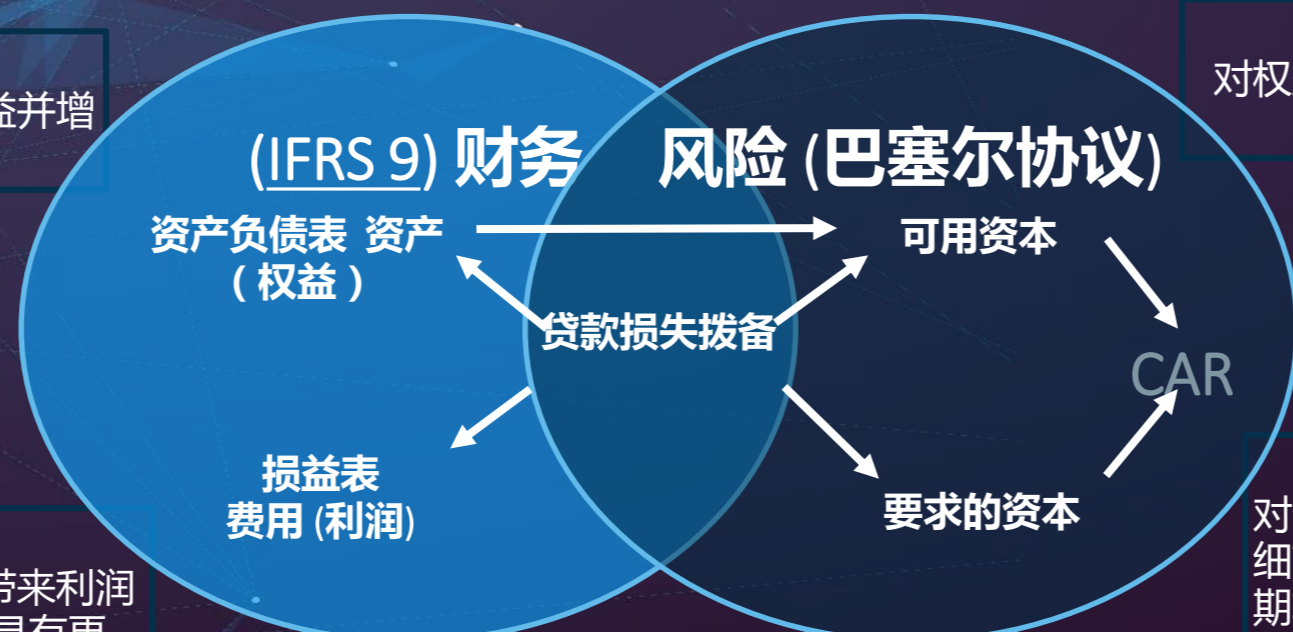 益并增
对权
(IFRS 9) 财务
风险 (巴塞尔协议)
资产负债表 资产
（权益）
可用资本
贷款损失拨备
CAR
损益表
费用 (利润)
要求的资本
对
细
期
带来利润